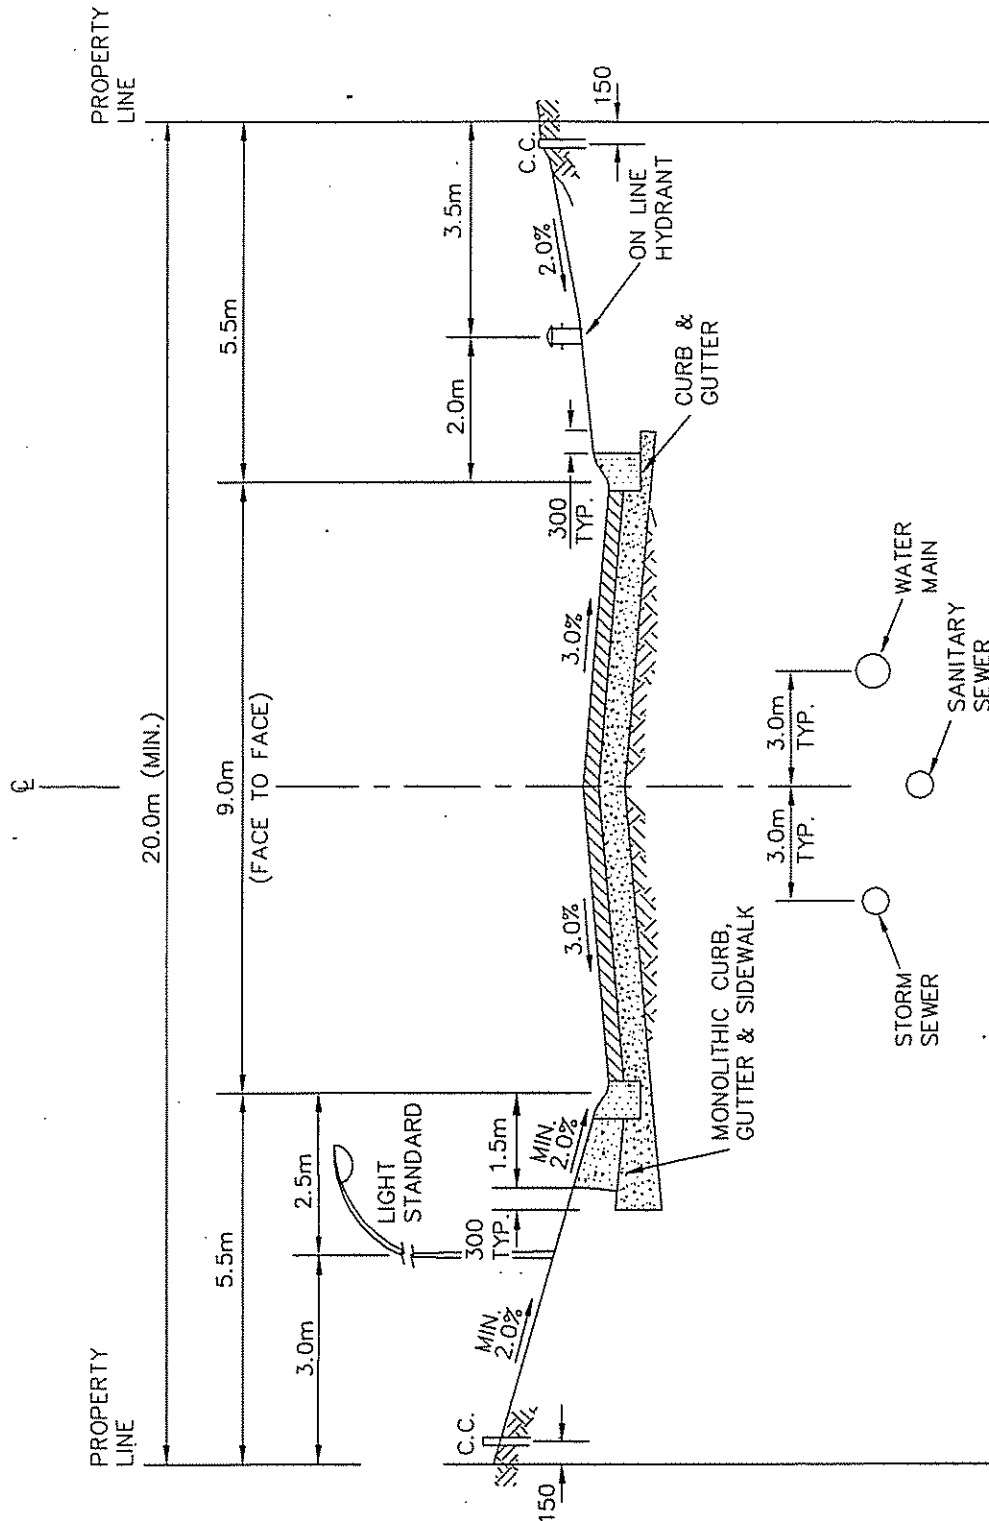 ℄
PROPERTY
LINE
PROPERTY
LINE
20.0m (MIN.)
5.5m
9.0m
(FACE TO FACE)
5.5m
3.0m
2.5m
2.0m
3.5m
LIGHT
STANDARD
C.C.
150
MIN.
2.0%
300
TYP.
1.5m
MIN.
2.0%
3.0%
3.0%
300
TYP.
2.0%
C.C.
150
ON LINE
HYDRANT
CURB &
GUTTER
MONOLITHIC CURB,
GUTTER & SIDEWALK
3.0m
TYP.
3.0m
TYP.
STORM
SEWER
WATER
MAIN
SANITARY
SEWER